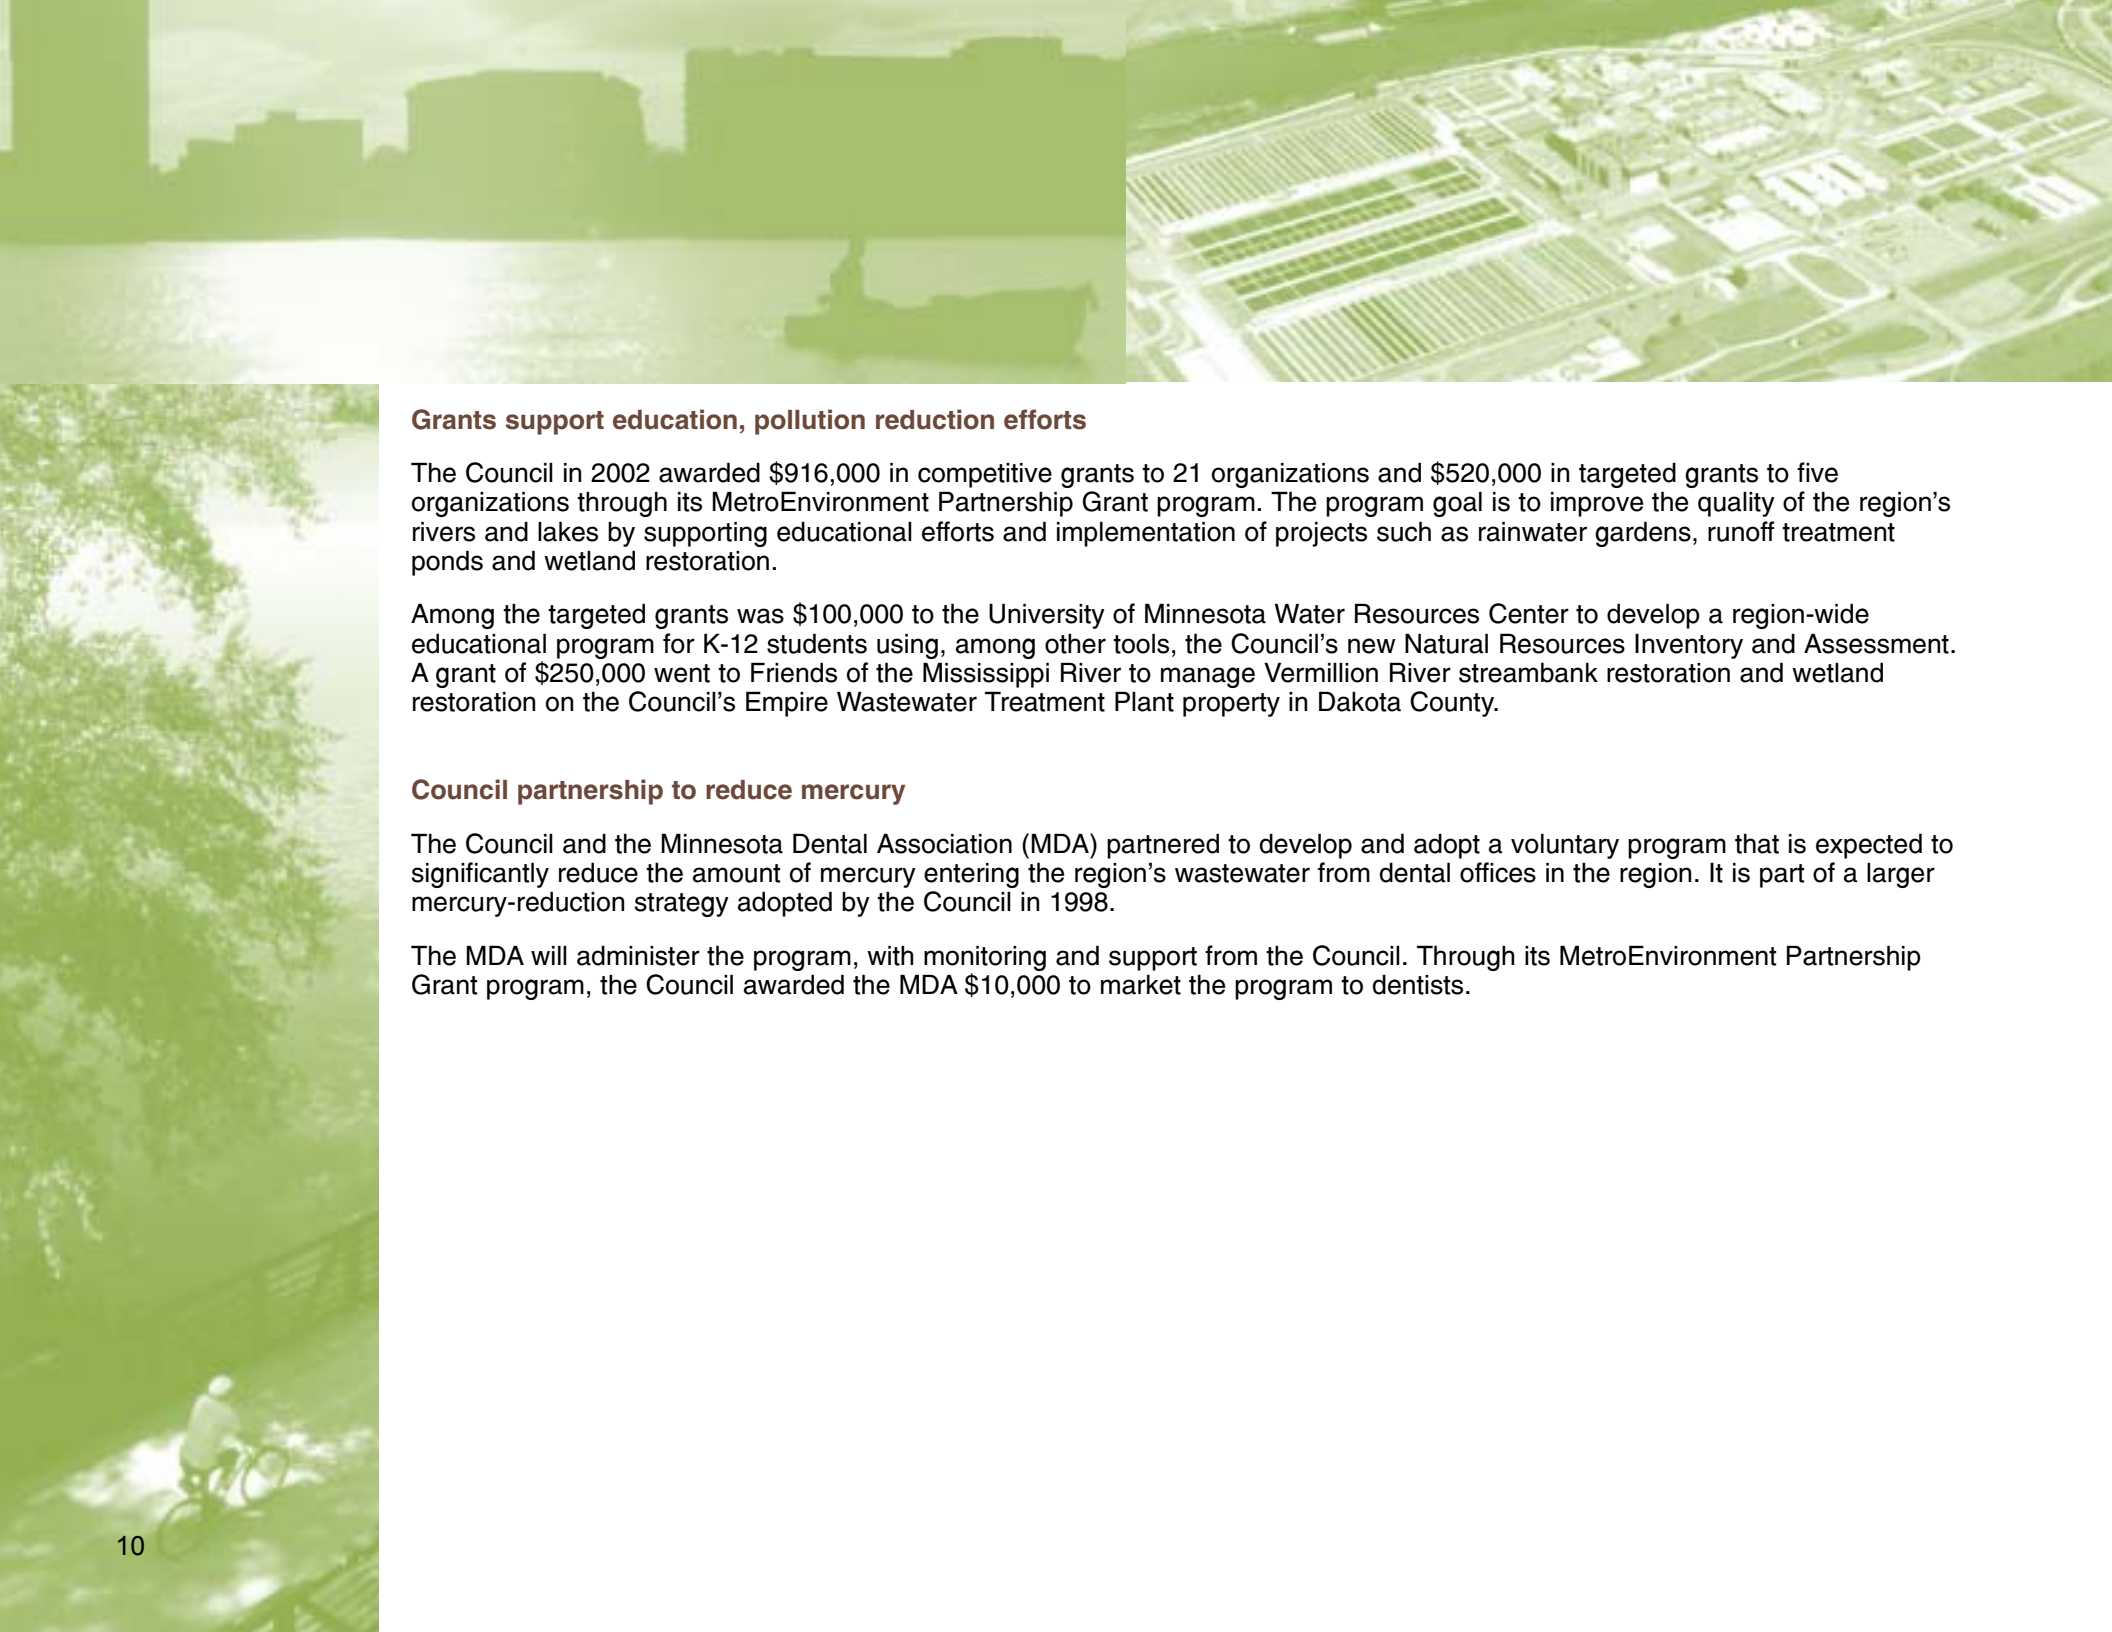 Grants support education, pollution reduction efforts
The Council in 2002 awarded $916,000 in competitive grants to 21 organizations and $520,000 in targeted grants to five
organizations through its MetroEnvironment Partnership Grant program. The program goal is to improve the quality of the region’s
rivers and lakes by supporting educational efforts and implementation of projects such as rainwater gardens, runoff treatment
ponds and wetland restoration.
Among the targeted grants was $100,000 to the University of Minnesota Water Resources Center to develop a region-wide
educational program for K-12 students using, among other tools, the Council’s new Natural Resources Inventory and Assessment.
A grant of $250,000 went to Friends of the Mississippi River to manage Vermillion River streambank restoration and wetland
restoration on the Council’s Empire Wastewater Treatment Plant property in Dakota County.
Council partnership to reduce mercury
The Council and the Minnesota Dental Association (MDA) partnered to develop and adopt a voluntary program that is expected to
significantly reduce the amount of mercury entering the region’s wastewater from dental offices in the region. It is part of a larger
mercury-reduction strategy adopted by the Council in 1998.
The MDA will administer the program, with monitoring and support from the Council. Through its MetroEnvironment Partnership
Grant program, the Council awarded the MDA $10,000 to market the program to dentists.
10